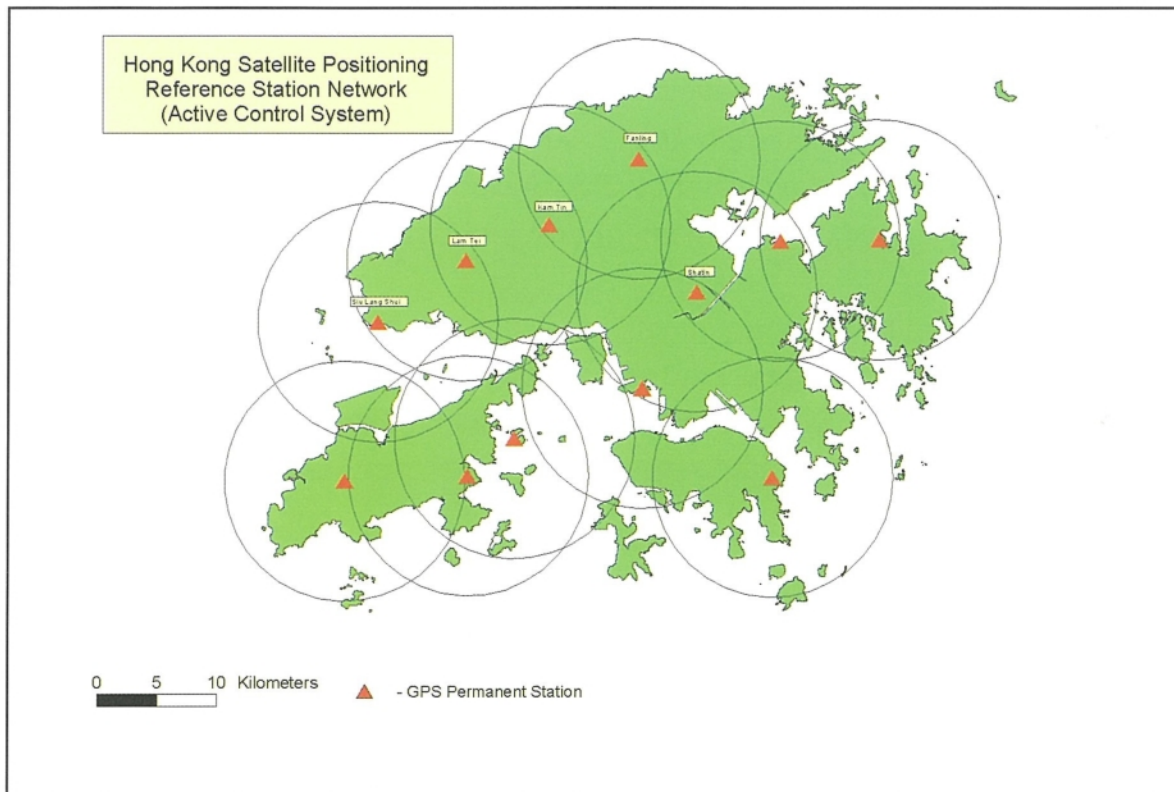 Hong Kong Satellite Positioning
Reference Station Network
(Active Control System)
Fanling
Kam Tin
Lam Tei
Shatin
Siu Lang Shui
0 5 10 Kilometers
- GPS Permanent Station